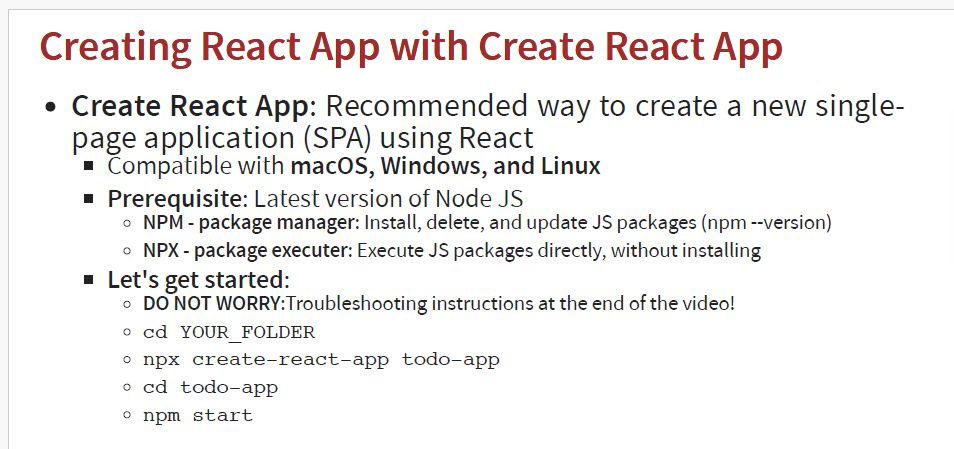 Creating React App with Create React App
Create React App: Recommended way to create a new single-
page application (SPA) using React
Compatible with macOS, Windows, and Linux
Prerequisite: Latest version of Node JS
NPM - package manager: Install, delete, and update JS packages (npm --version)
NPX - package executer: Execute JS packages directly, without installing
Let's get started:
DO NOT WORRY:Troubleshooting instructions at the end of the video!
cd YOUR_FOLDER
npx create-react-app todo-app
cd todo-app
npm start